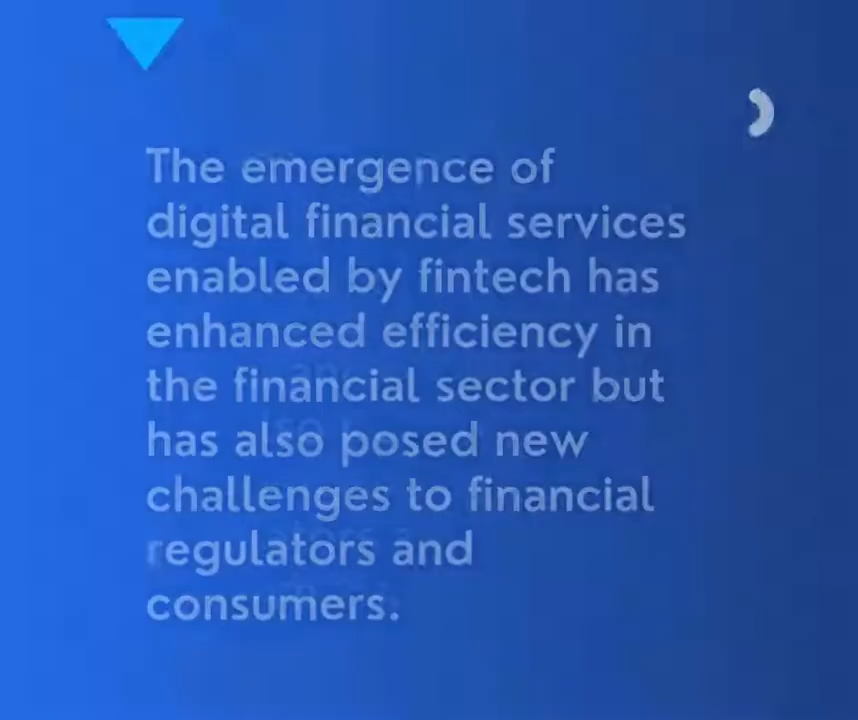 The emergence of
digital financial services
enabled by fintech has
enhanced efficiency in
the financial sector but
has also posed new
challenges to financial
regulators and
consumers.